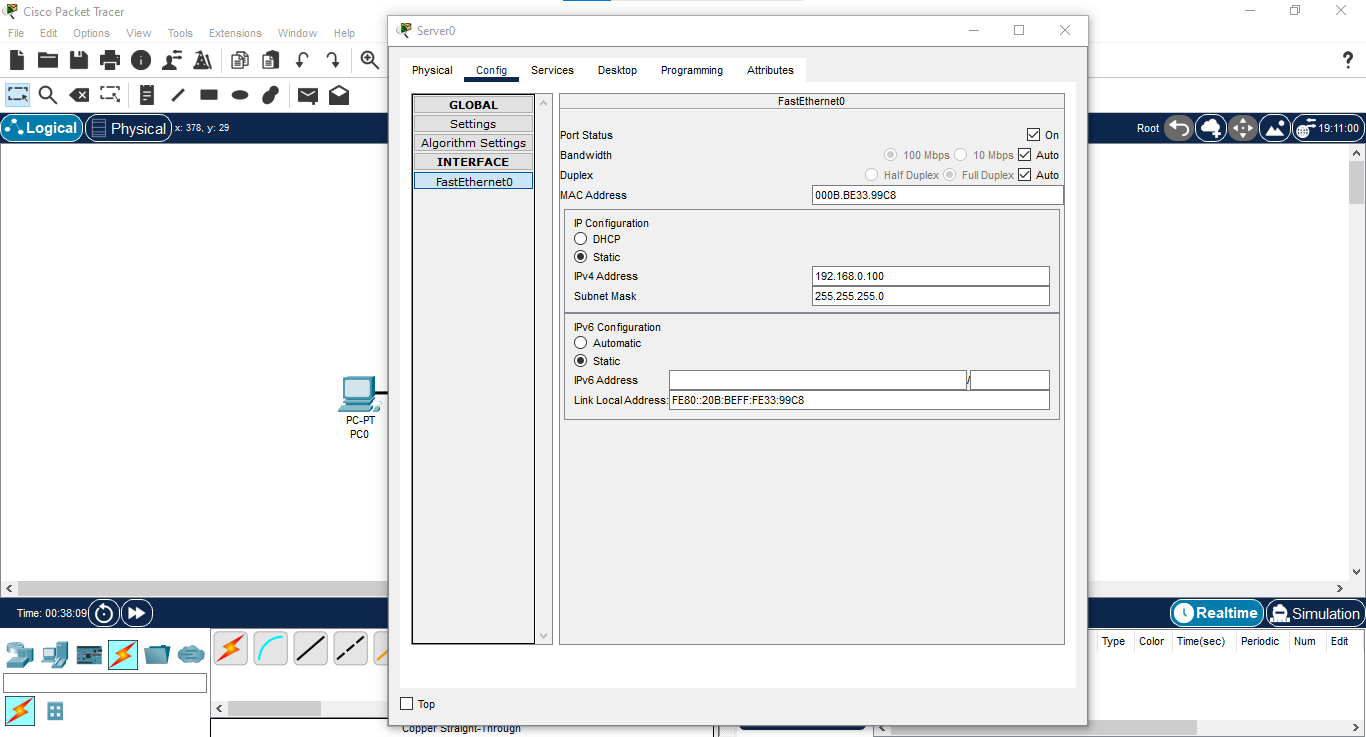 Cisco Packet Tracer
File Edit Options View Tools Extensions Window Help
Logical Physical x: 378, y: 29
Root 19:11:00
PC-PT
PC0
Time: 00:38:09
Realtime Simulation
Type Color Time(sec) Periodic Num Edit
Copper Straight-Through
Server0
Physical Config Services Desktop Programming Attributes
GLOBAL
Settings
Algorithm Settings
INTERFACE
FastEthernet0
FastEthernet0
Port Status On
Bandwidth 100 Mbps 10 Mbps Auto
Duplex Half Duplex Full Duplex Auto
MAC Address 000B.BE33.99C8
IP Configuration
DHCP
Static
IPv4 Address 192.168.0.100
Subnet Mask 255.255.255.0
IPv6 Configuration
Automatic
Static
IPv6 Address /
Link Local Address: FE80::20B:BEFF:FE33:99C8
Top